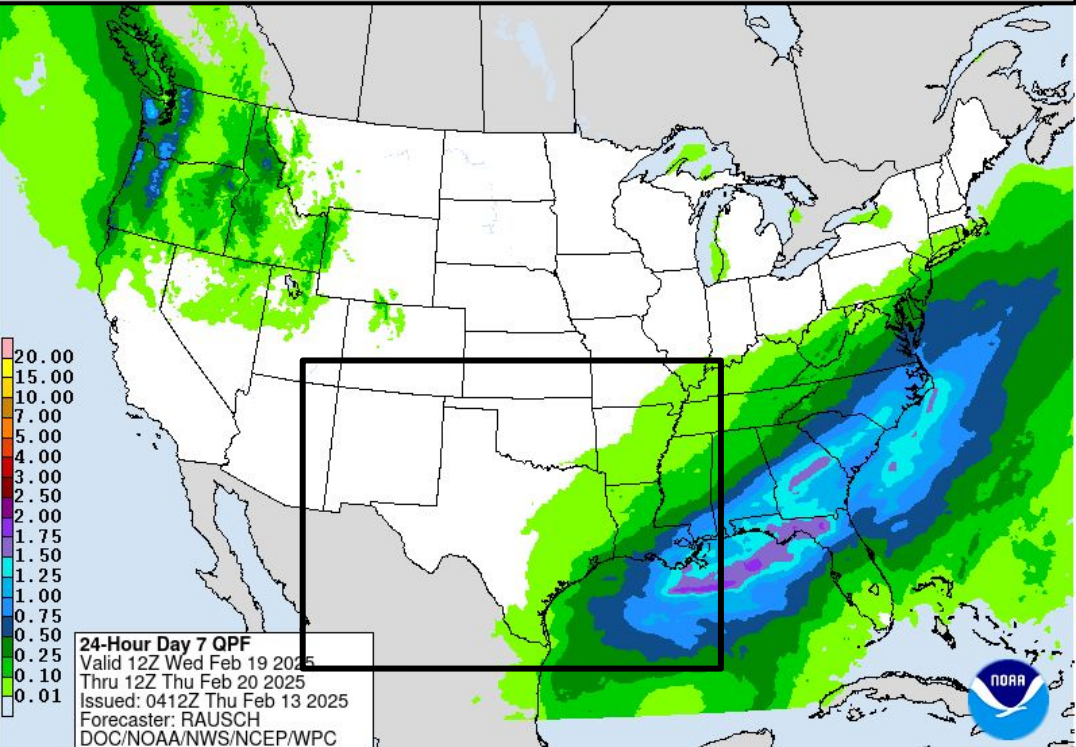 20.00
15.00
10.00
7.00
5.00
4.00
3.00
2.50
2.00
1.75
1.50
1.25
1.00
0.75
0.50
0.25
0.10
0.01
24-Hour Day 7 QPF
Valid 12Z Wed Feb 19 2025
Thru 12Z Thu Feb 20 2025
Issued: 0412Z Thu Feb 13 2025
Forecaster: RAUSCH
DOC/NOAA/NWS/NCEP/WPC
NOAA